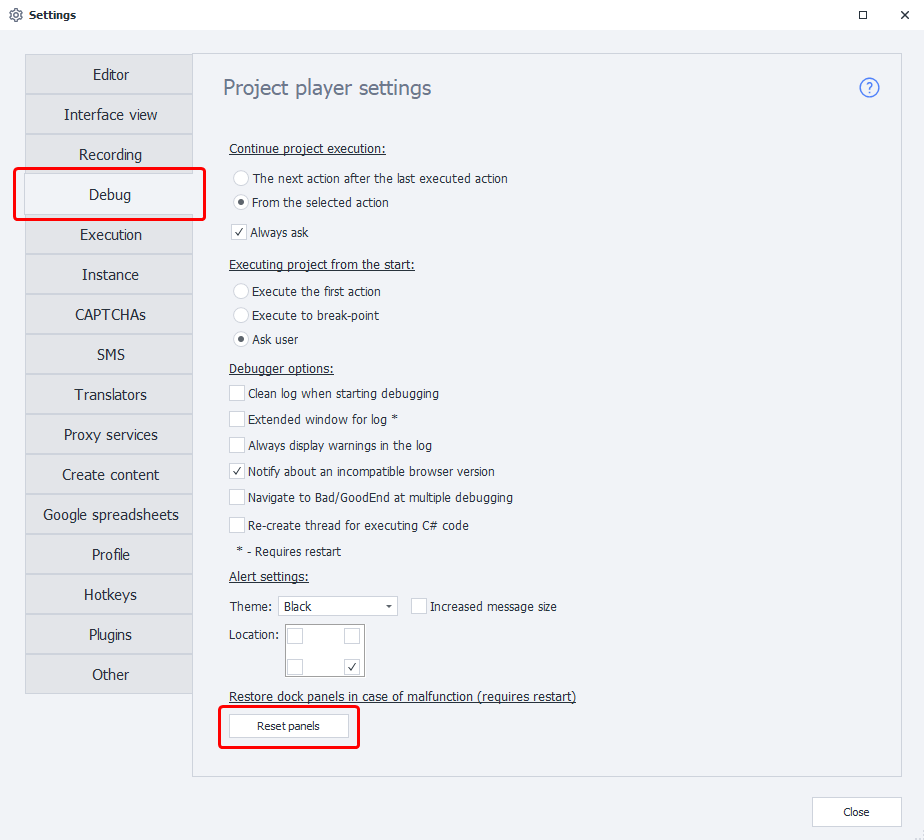 Settings
Editor
Interface view
Recording
Debug
Execution
Instance
CAPTCHAs
SMS
Translators
Proxy services
Create content
Google spreadsheets
Profile
Hotkeys
Plugins
Other
Project player settings
?
Continue project execution:
The next action after the last executed action
From the selected action
Always ask
Executing project from the start:
Execute the first action
Execute to break-point
Ask user
Debugger options:
Clean log when starting debugging
Extended window for log *
Always display warnings in the log
Notify about an incompatible browser version
Navigate to Bad/GoodEnd at multiple debugging
Re-create thread for executing C# code
* - Requires restart
Alert settings:
Theme: Black Increased message size
Location:
Restore dock panels in case of malfunction (requires restart)
Reset panels
Close